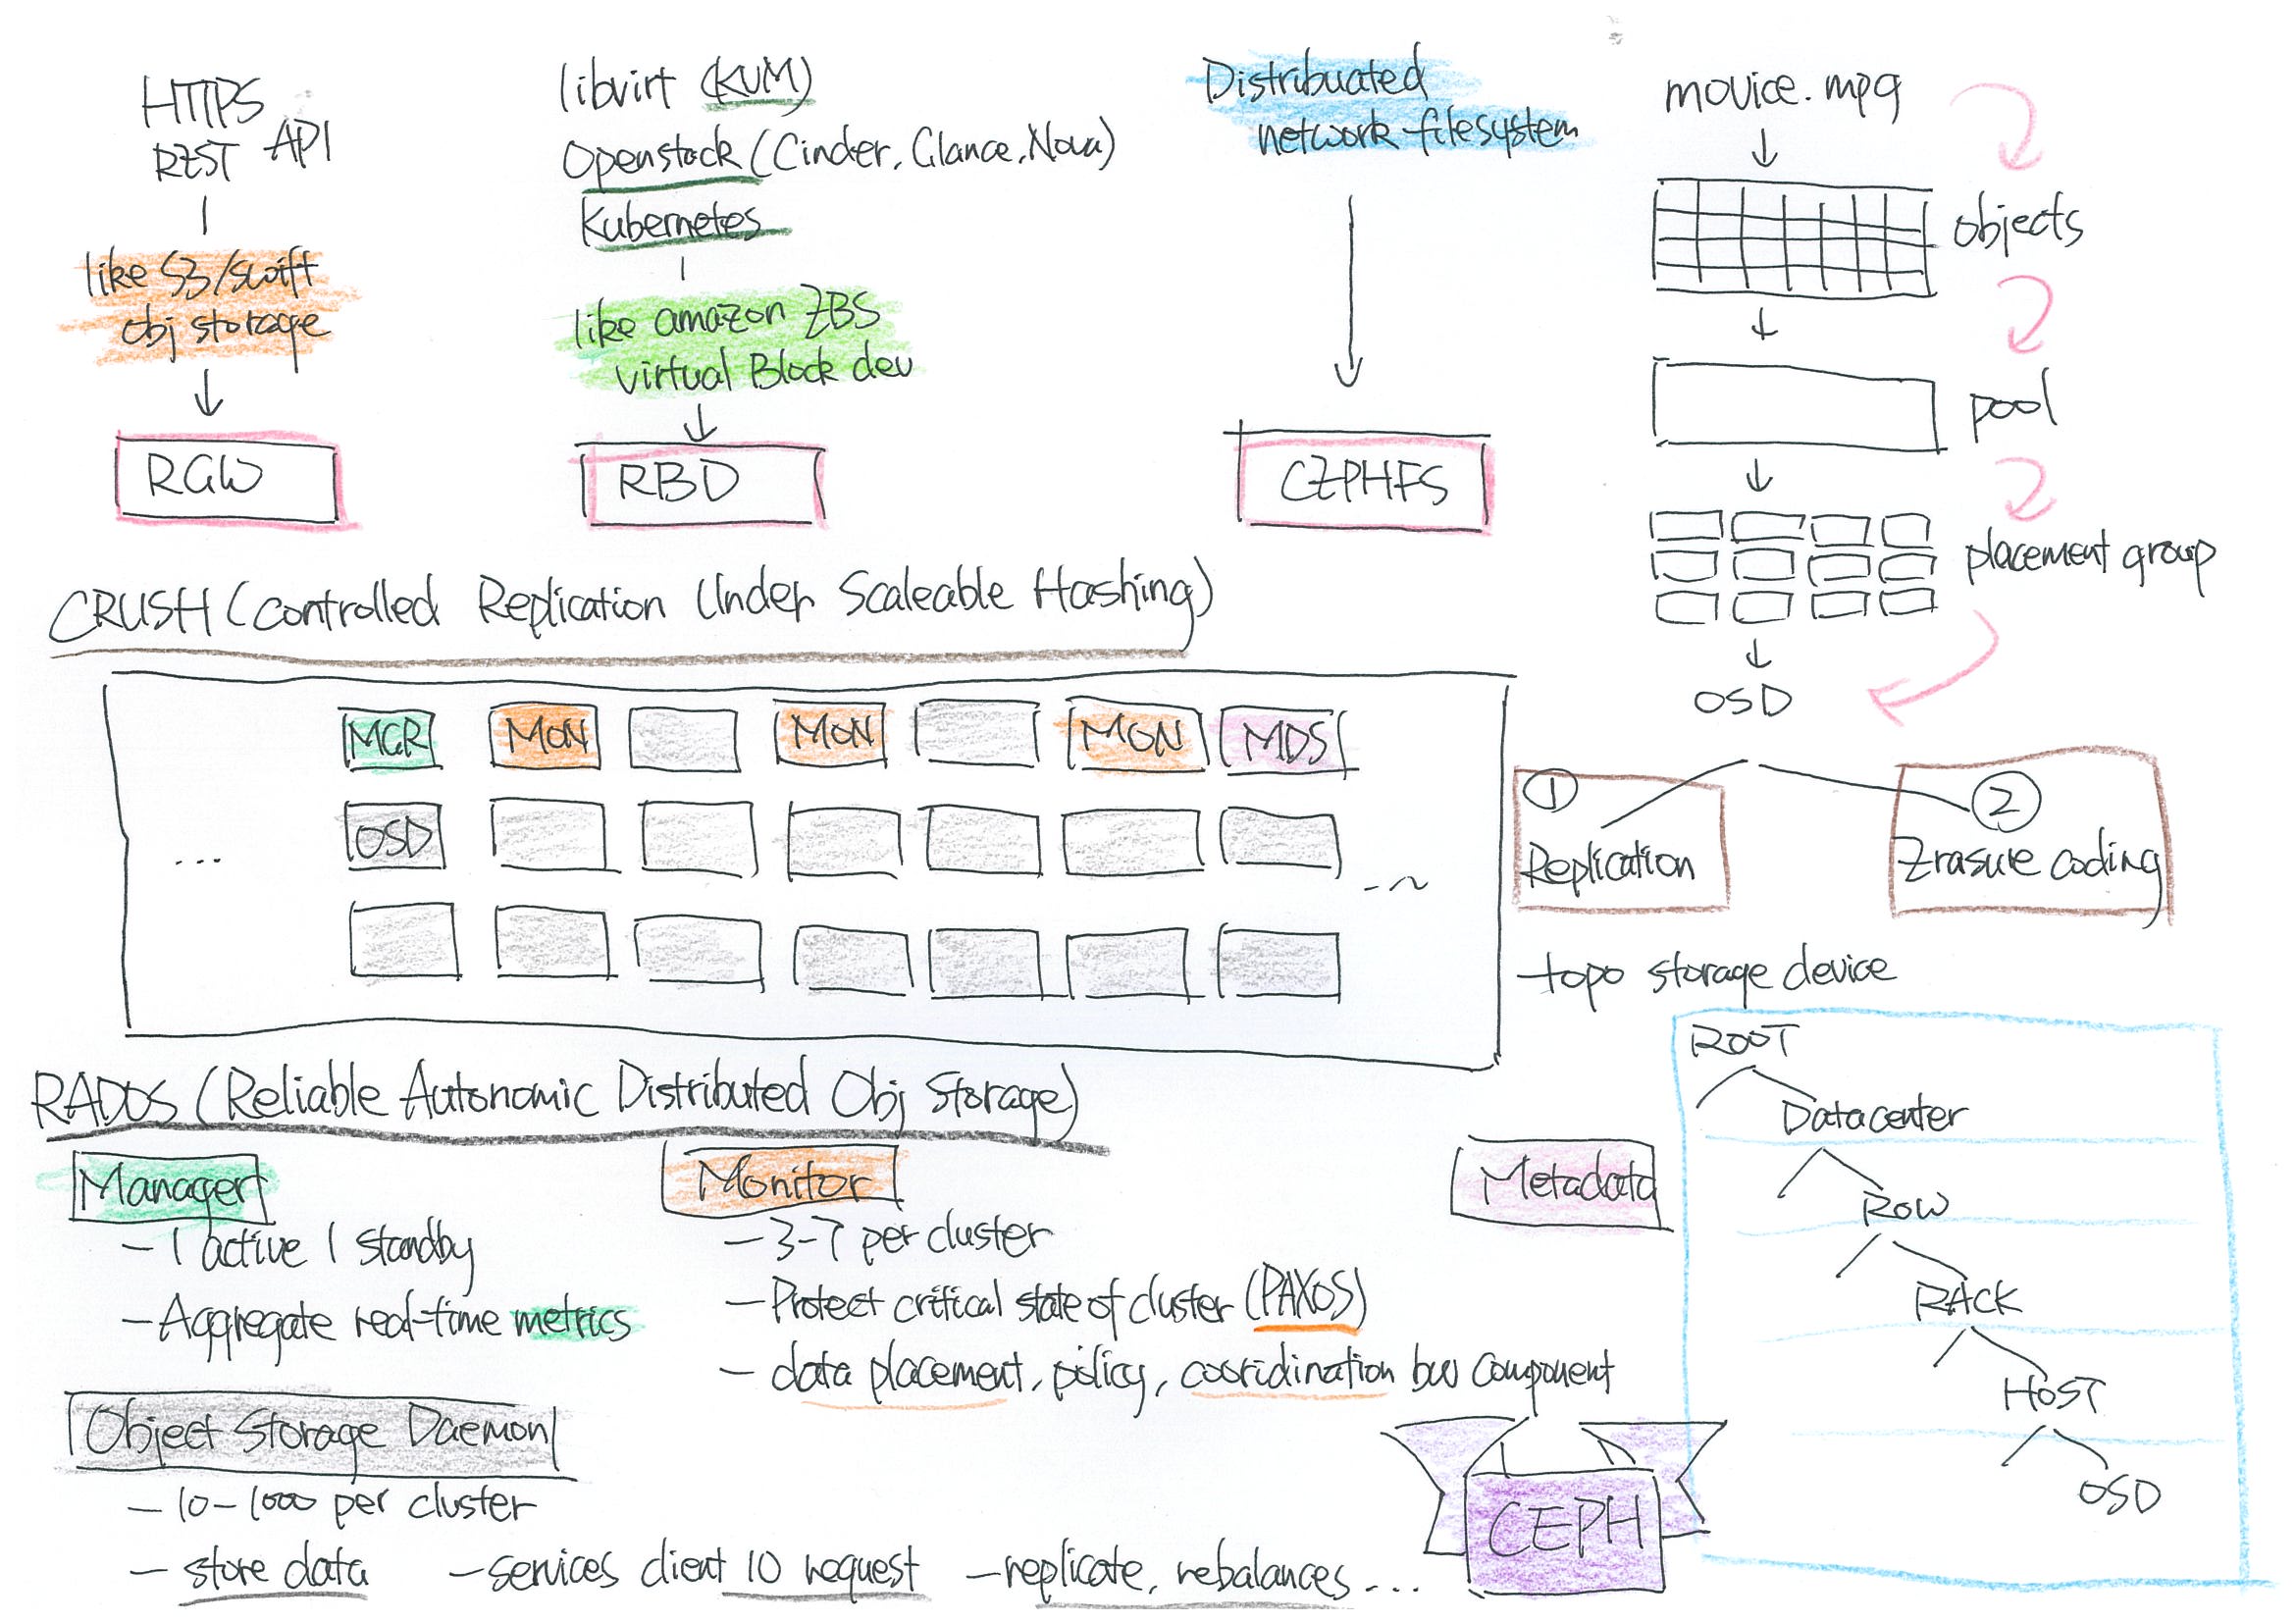 HTTPS
REST API
like S3/swift
obj storage
RGW
libvirt (KVM)
Openstack (Cinder, Glance, Nova)
Kubernetes
like amazon EBS
virtual Block dev
RBD
Distribuated
network filesystem
CEPHFS
movice.mpg
objects
pool
placement group
OSD
① Replication
② Erasure coding
CRUSH (Controlled Replication Under Scaleable Hashing)
MGR MON MON MON MDS
... OSD ...
RADOS (Reliable Autonomic Distributed Obj Storage)
Manager
- 1 active 1 standby
- Aggregate real-time metrics
Monitor
- 3-7 per cluster
- Protect critical state of cluster (PAXOS)
- data placement, policy, cooridination bw component
Metadata
Object Storage Daemon
- 10-1000 per cluster
- store data - services client IO request - replicate, rebalances...
CEPH
topo storage device
ROOT
Datacenter
ROW
RACK
HOST
OSD